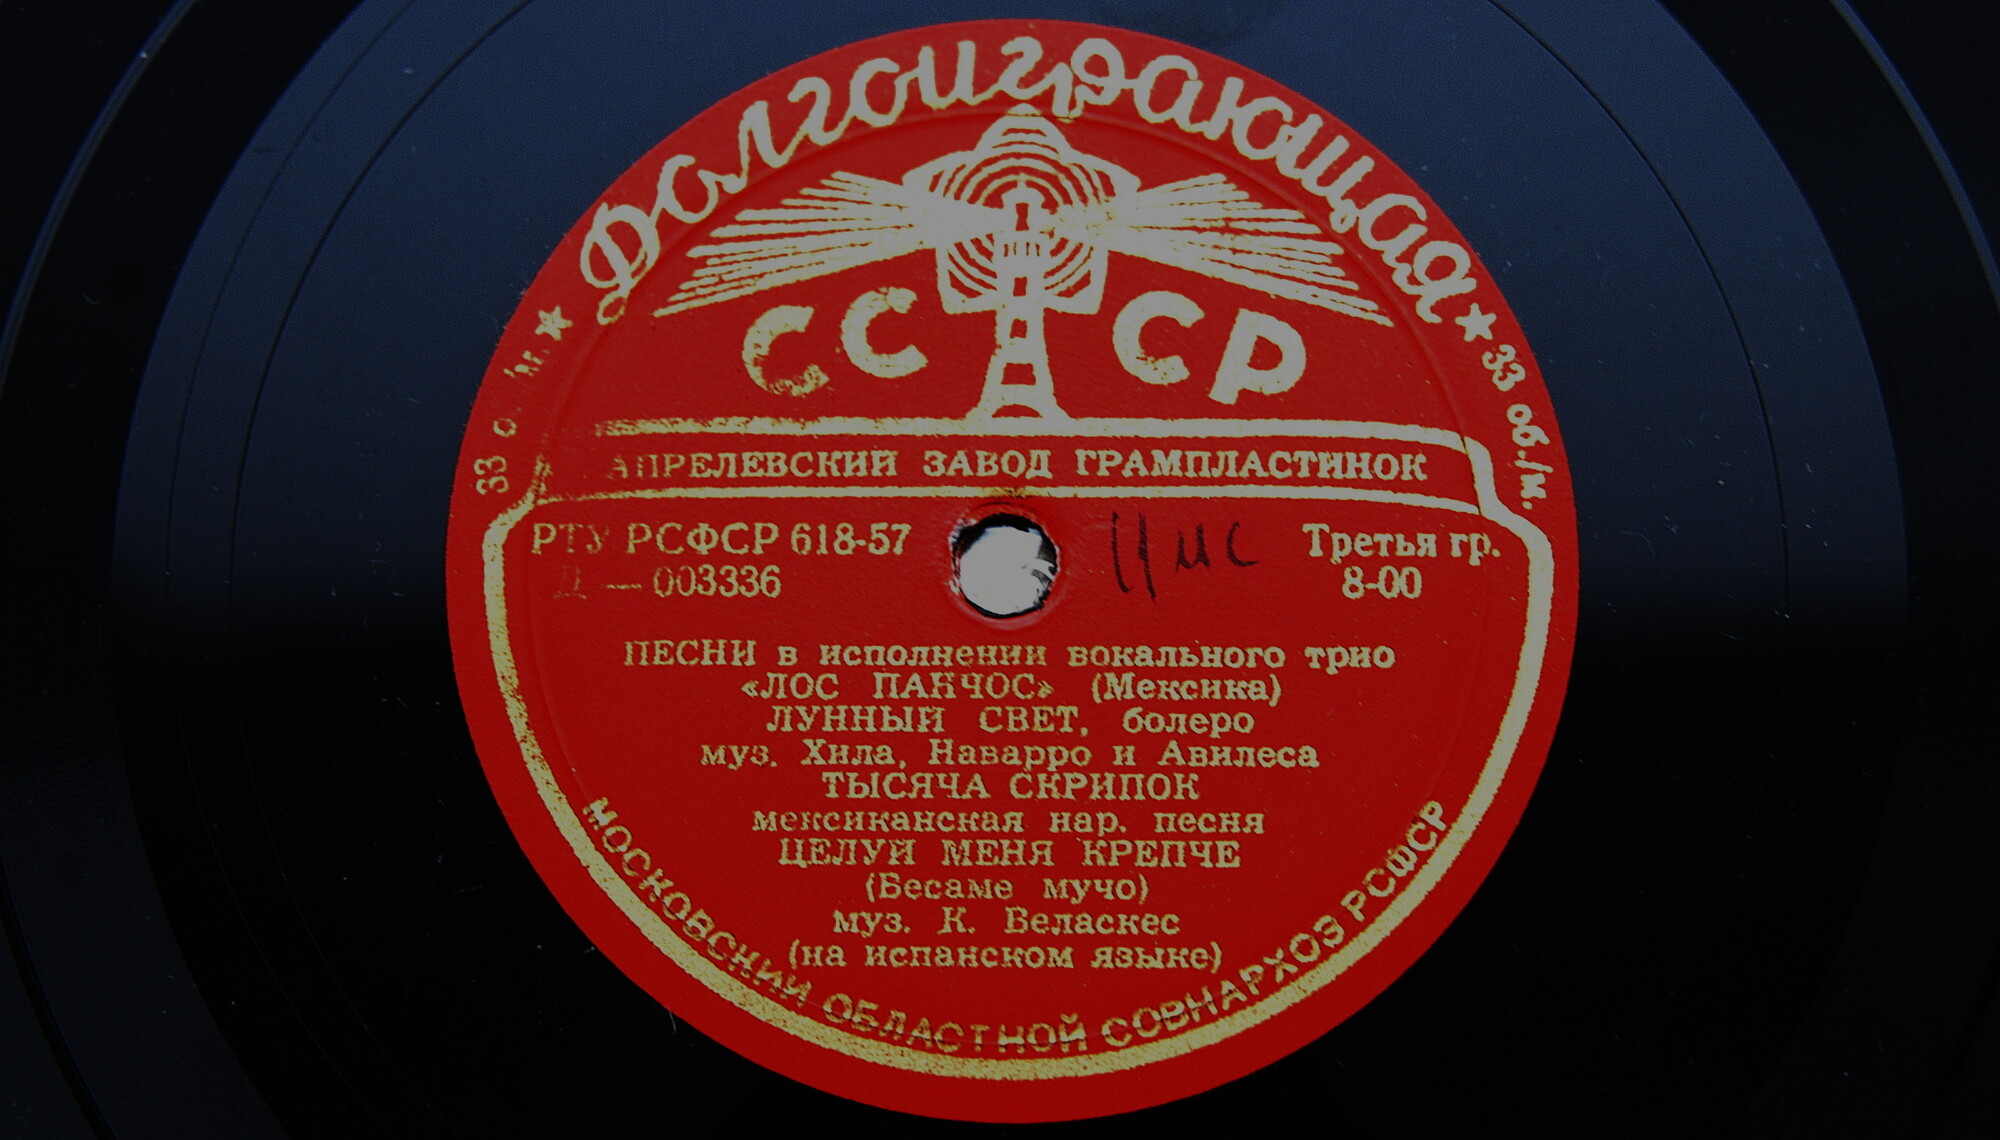 Долгоиграющая
33 об./м.
СССР
АПРЕЛЕВСКИЙ ЗАВОД ГРАМПЛАСТИНОК
РТУ РСФСР 618-57
Третья гр.
Д — 003336
8-00
ПЕСНИ в исполнении вокального трио
«ЛОС ПАНЧОС» (Мексика)
ЛУННЫЙ СВЕТ, болеро
муз. Хила, Наварро и Авилеса
ТЫСЯЧА СКРИПОК
мексиканская нар. песня
ЦЕЛУЙ МЕНЯ КРЕПЧЕ
(Бесаме мучо)
муз. К. Веласкес
(на испанском языке)
МОСКОВСКИЙ ОБЛАСТНОЙ СОВНАРХОЗ РСФСР